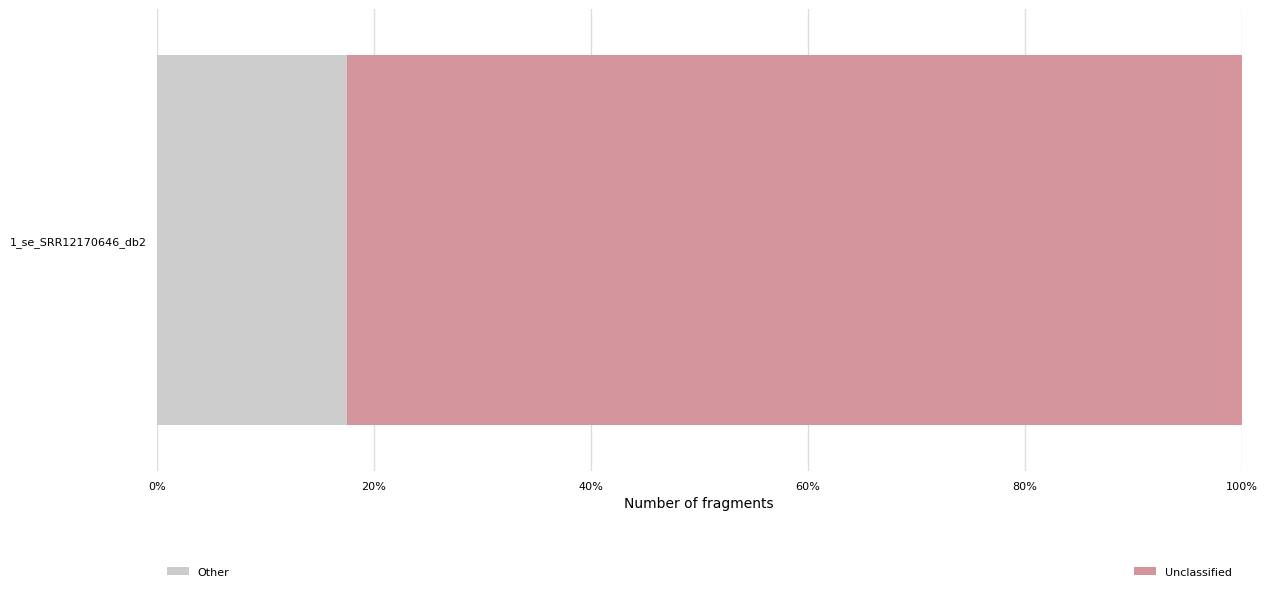 1_se_SRR12170646_db2
0%
20%
40%
60%
80%
100%
Number of fragments
Other
Unclassified